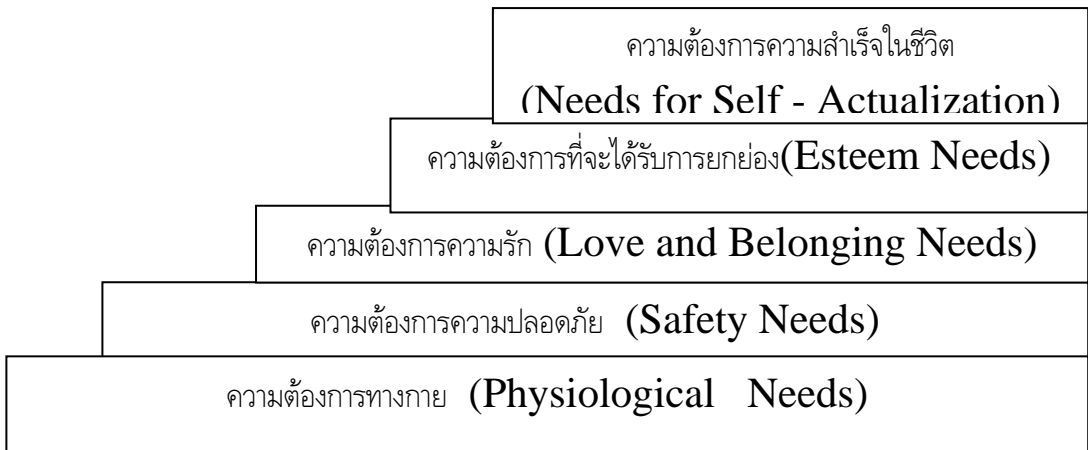 ความต้องการความสำเร็จในชีวิต
(Needs for Self - Actualization)
ความต้องการที่จะได้รับการยกย่อง(Esteem Needs)
ความต้องการความรัก (Love and Belonging Needs)
ความต้องการความปลอดภัย (Safety Needs)
ความต้องการทางกาย (Physiological Needs)